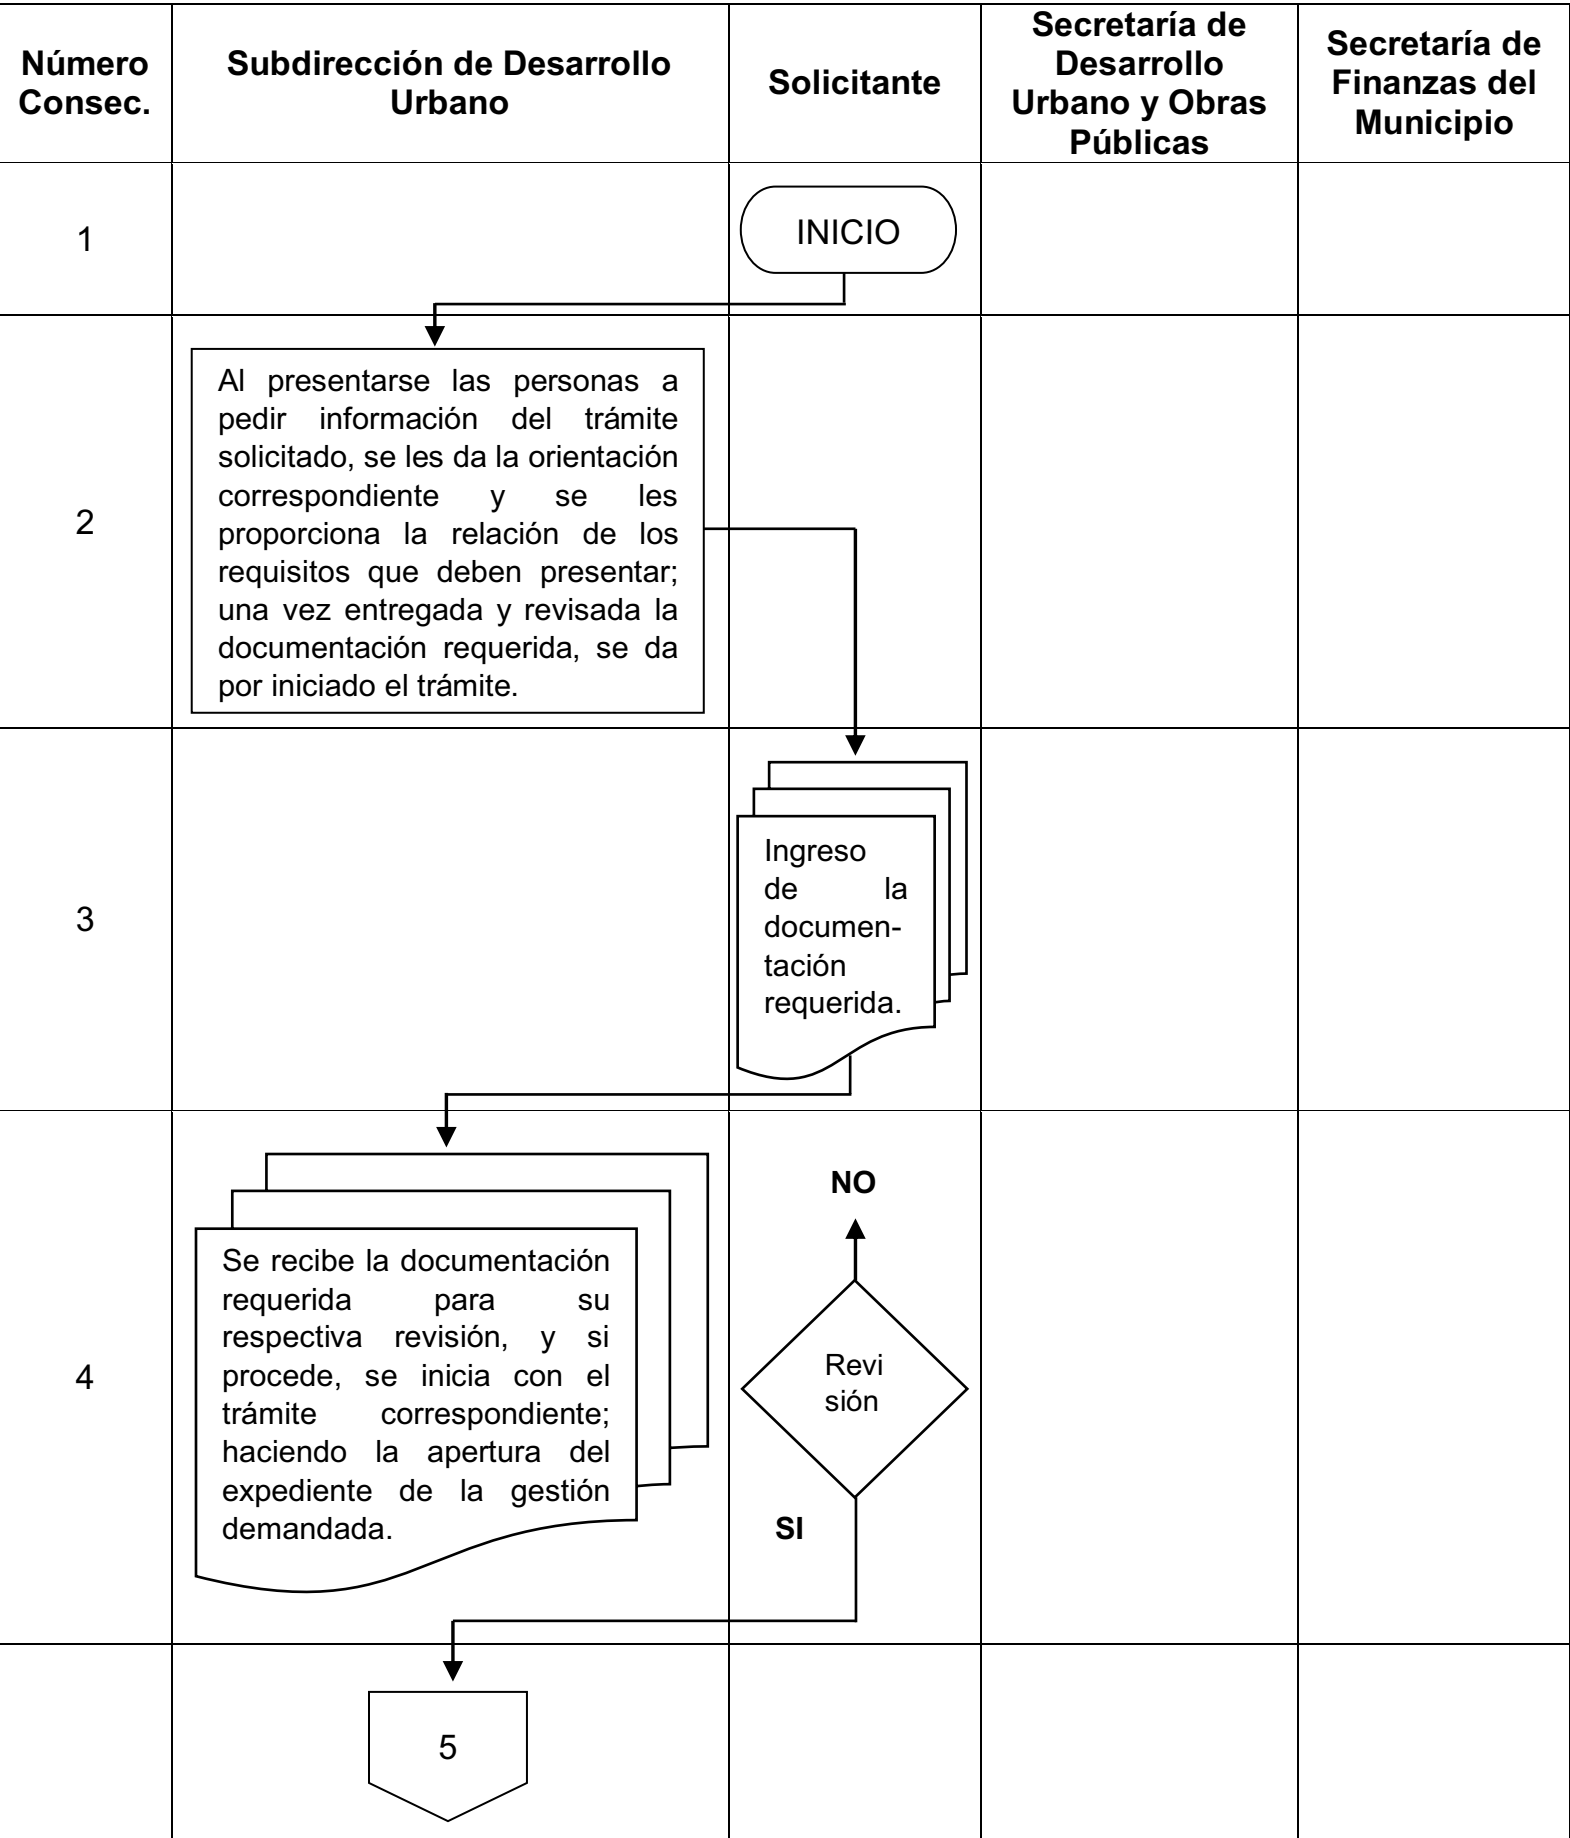 Número
Consec.
Subdirección de Desarrollo
Urbano
Solicitante
Secretaría de
Desarrollo
Urbano y Obras
Públicas
Secretaría de
Finanzas del
Municipio
1
INICIO
2
Al presentarse las personas a
pedir información del trámite
solicitado, se les da la orientación
correspondiente y se les
proporciona la relación de los
requisitos que deben presentar;
una vez entregada y revisada la
documentación requerida, se da
por iniciado el trámite.
3
Ingreso
de la
documen-
tación
requerida.
4
Se recibe la documentación
requerida para su
respectiva revisión, y si
procede, se inicia con el
trámite correspondiente;
haciendo la apertura del
expediente de la gestión
demandada.
NO
Revi
sión
SI
5